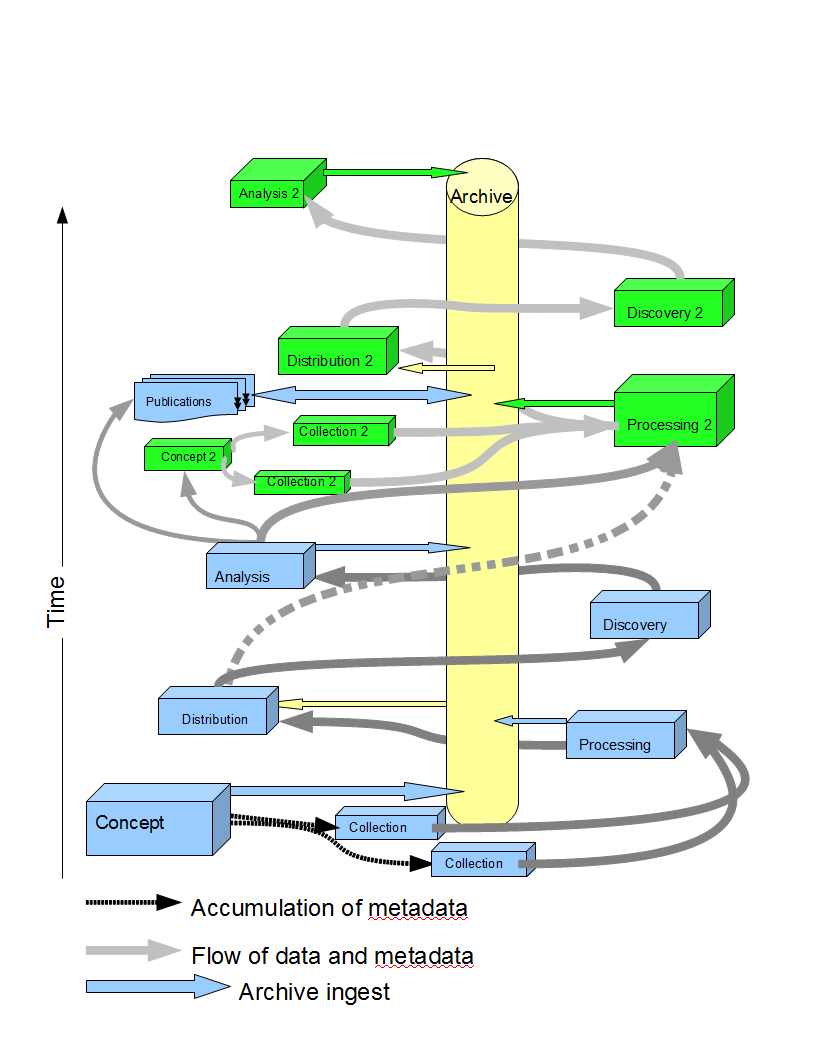 Analysis 2
Archive
Discovery 2
Distribution 2
Publications
Collection 2
Processing 2
Concept 2
Collection 2
Analysis
Time
Discovery
Distribution
Processing
Concept
Collection
Collection
Accumulation of metadata
Flow of data and metadata
Archive ingest